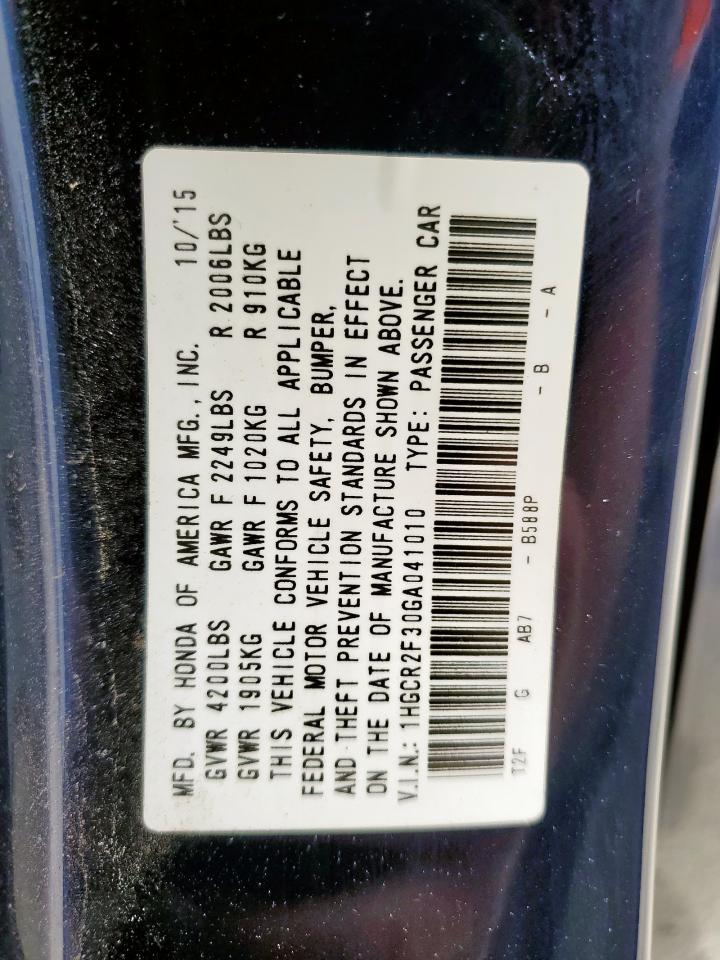 MFD. BY HONDA OF AMERICA MFG., INC. 10/'15
GVWR 4200LBS GAWR F 2249LBS R 2006LBS
GVWR 1905KG GAWR F 1020KG R 910KG
THIS VEHICLE CONFORMS TO ALL APPLICABLE
FEDERAL MOTOR VEHICLE SAFETY, BUMPER,
AND THEFT PREVENTION STANDARDS IN EFFECT
ON THE DATE OF MANUFACTURE SHOWN ABOVE.
V.I.N.: 1HGCR2F30GA041010 TYPE: PASSENGER CAR
T2F G AB7 - B588P - B - A